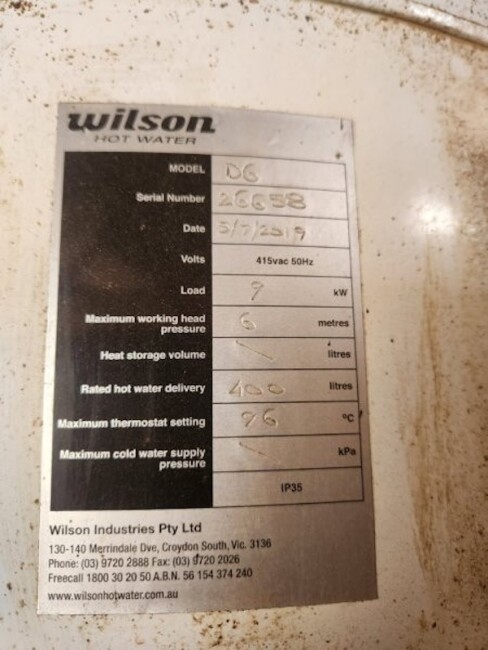 wilson
HOT WATER
MODEL D6
Serial Number 26658
Date 5/7/2019
Volts 415vac 50Hz
Load 9 kW
Maximum working head
pressure 6 metres
Heat storage volume \ litres
Rated hot water delivery 400 litres
Maximum thermostat setting 76 °C
Maximum cold water supply
pressure \ kPa
IP35
Wilson Industries Pty Ltd
130-140 Merrindale Dve, Croydon South, Vic. 3136
Phone: (03) 9720 2888 Fax: (03) 9720 2026
Freecall 1800 30 20 50 A.B.N. 56 154 374 240
www.wilsonhotwater.com.au